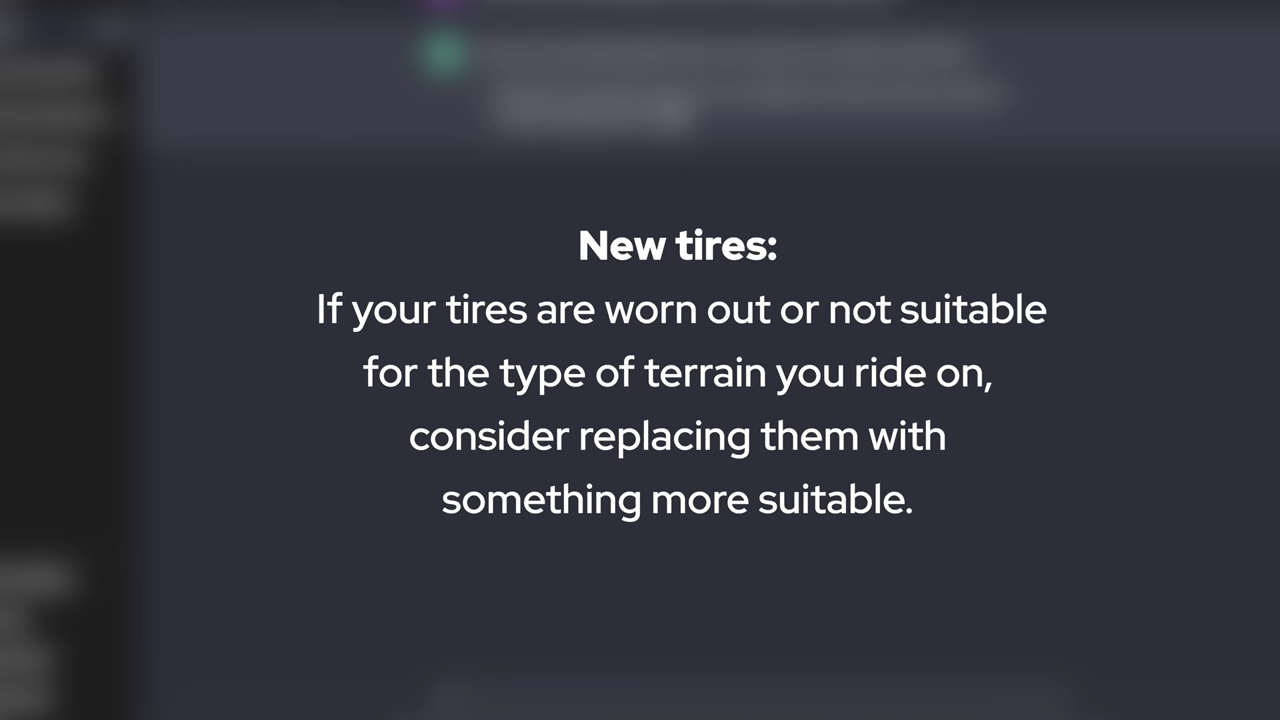 New tires:
If your tires are worn out or not suitable
for the type of terrain you ride on,
consider replacing them with
something more suitable.